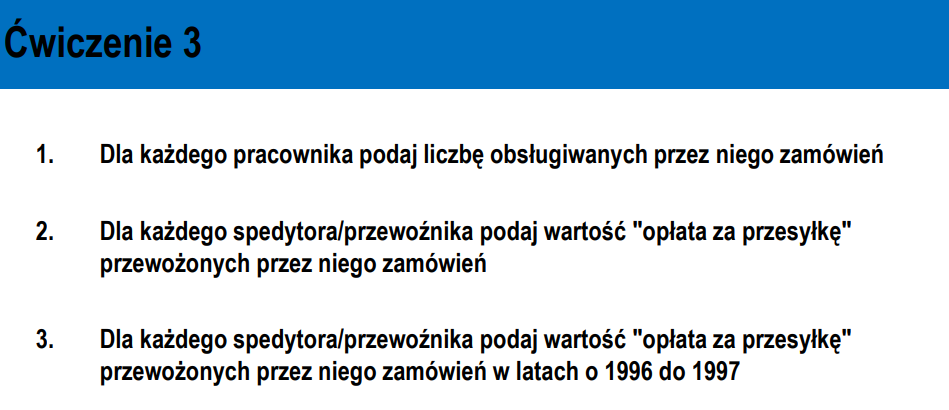 Ćwiczenie 3
1. Dla każdego pracownika podaj liczbę obsługiwanych przez niego zamówień
2. Dla każdego spedytora/przewoźnika podaj wartość "opłata za przesyłkę"
przewożonych przez niego zamówień
3. Dla każdego spedytora/przewoźnika podaj wartość "opłata za przesyłkę"
przewożonych przez niego zamówień w latach o 1996 do 1997